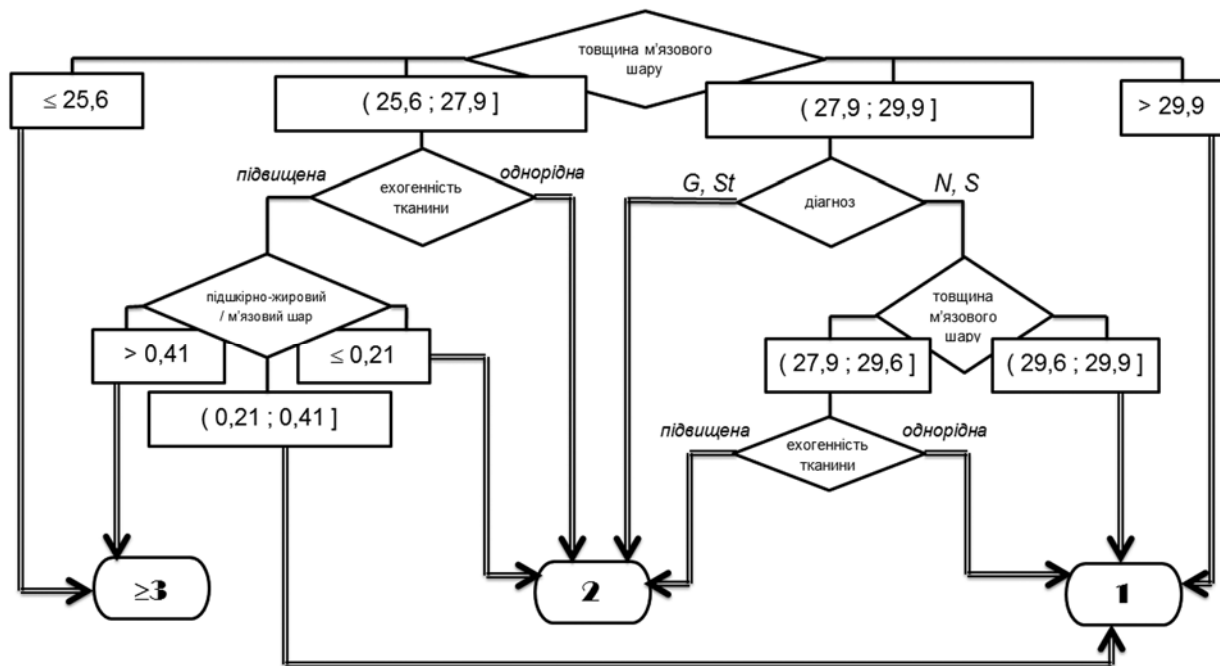 товщина м'язового
шару
≤ 25,6
( 25,6 ; 27,9 ]
( 27,9 ; 29,9 ]
> 29,9
підвищена
ехогенність
тканини
однорідна
G, St
діагноз
N, S
підшкірно-жировий
/ м'язовий шар
товщина
м'язового
шару
> 0,41
≤ 0,21
( 27,9 ; 29,6 ]
( 29,6 ; 29,9 ]
( 0,21 ; 0,41 ]
підвищена
ехогенність
тканини
однорідна
≥3
2
1